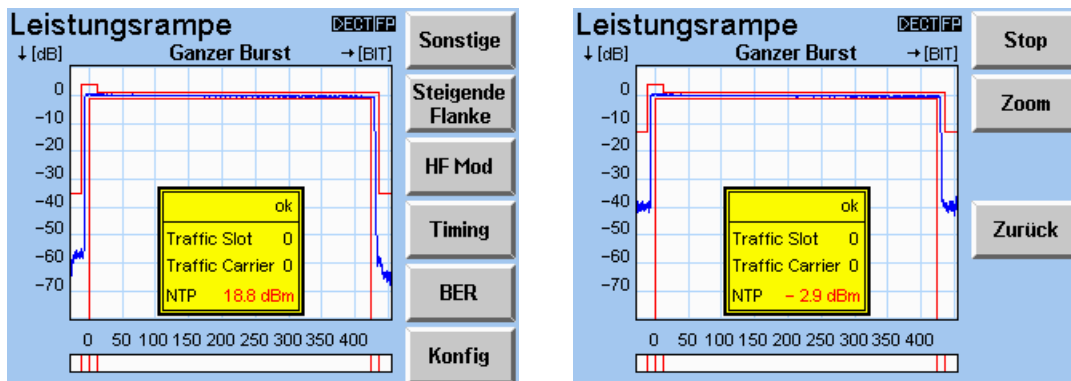 Leistungsrampe DECT FP
↓ [dB] Ganzer Burst → [BIT]
0
-10
-20
-30
-40
-50
-60
-70
ok
Traffic Slot 0
Traffic Carrier 0
NTP 18.8 dBm
0 50 100 150 200 250 300 350 400
Sonstige
Steigende
Flanke
HF Mod
Timing
BER
Konfig
Leistungsrampe DECT FP
↓ [dB] Ganzer Burst → [BIT]
0
-10
-20
-30
-40
-50
-60
-70
ok
Traffic Slot 0
Traffic Carrier 0
NTP - 2.9 dBm
0 50 100 150 200 250 300 350 400
Stop
Zoom
Zurück